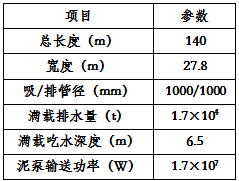 项目 参数
总长度（m） 140
宽度（m） 27.8
吸/排管径（mm） 1000/1000
满载排水量（t） 1.7×10⁴
满载吃水深度（m） 6.5
泥泵输送功率（W） 1.7×10⁷